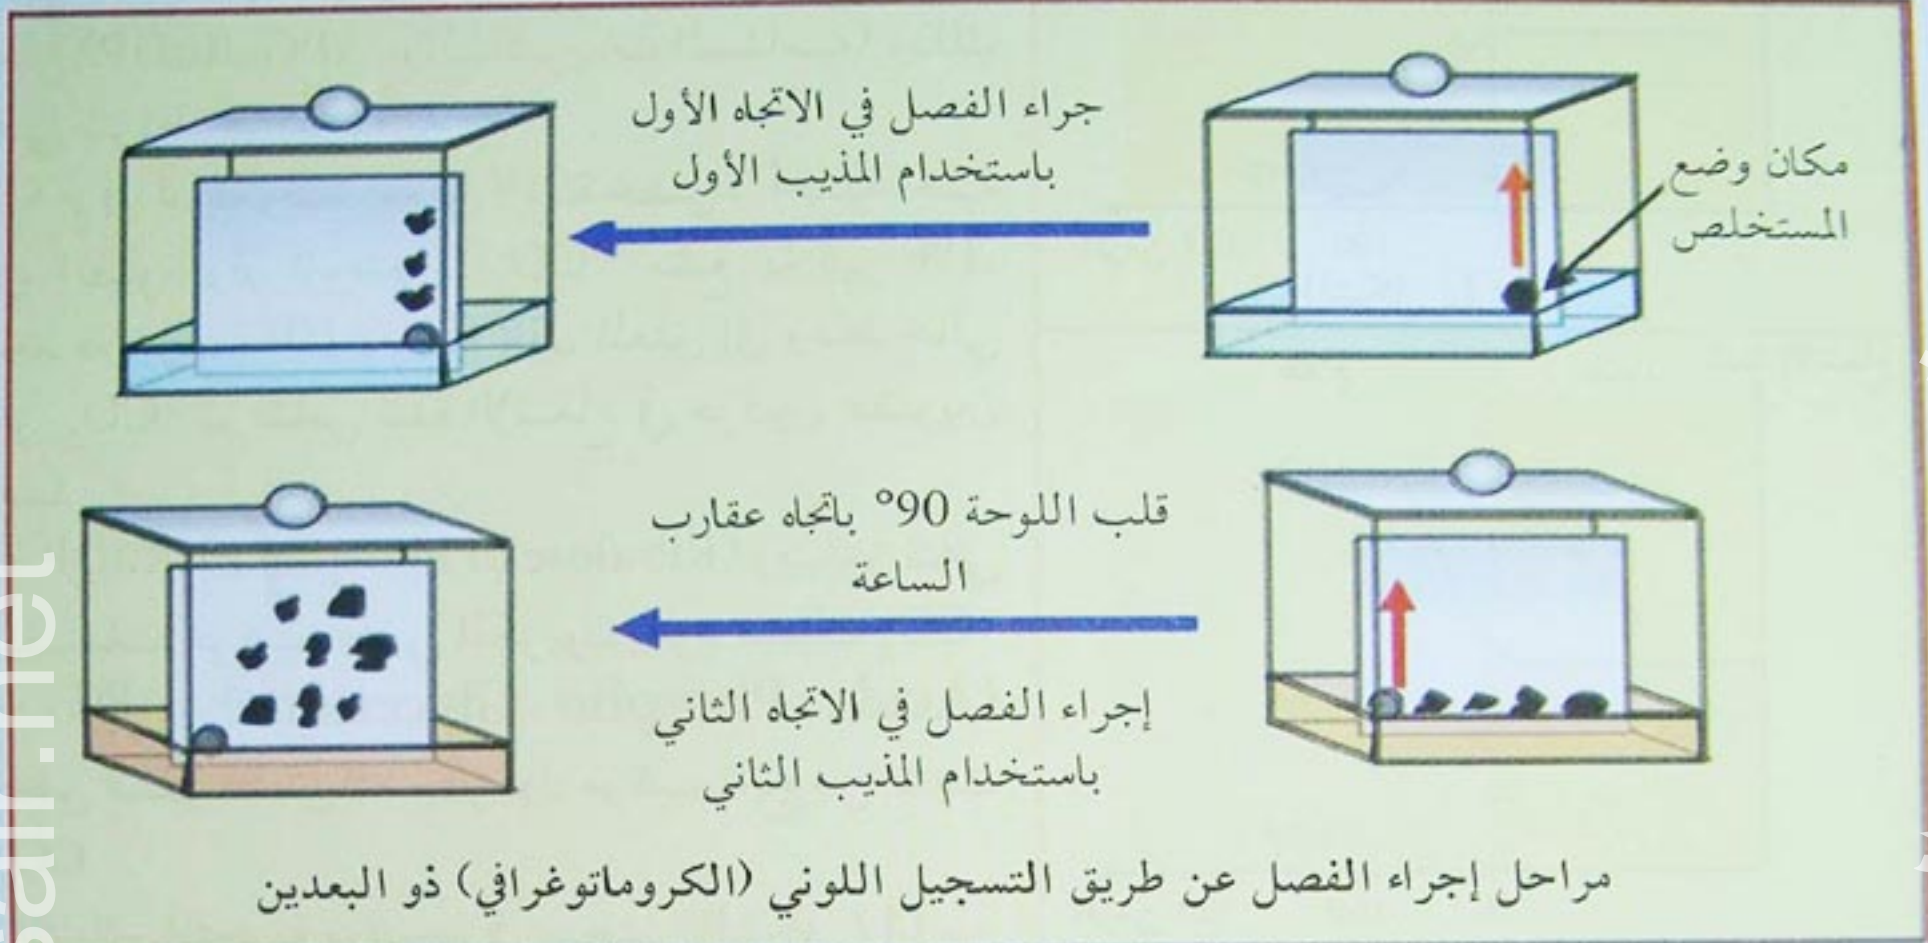 جراء الفصل في الاتجاه الأول
باستخدام المذيب الأول
مكان وضع
المستخلص
قلب اللوحة 90° باتجاه عقارب
الساعة
إجراء الفصل في الاتجاه الثاني
باستخدام المذيب الثاني
مراحل إجراء الفصل عن طريق التسجيل اللوني (الكروماتوغرافي) ذو البعدين